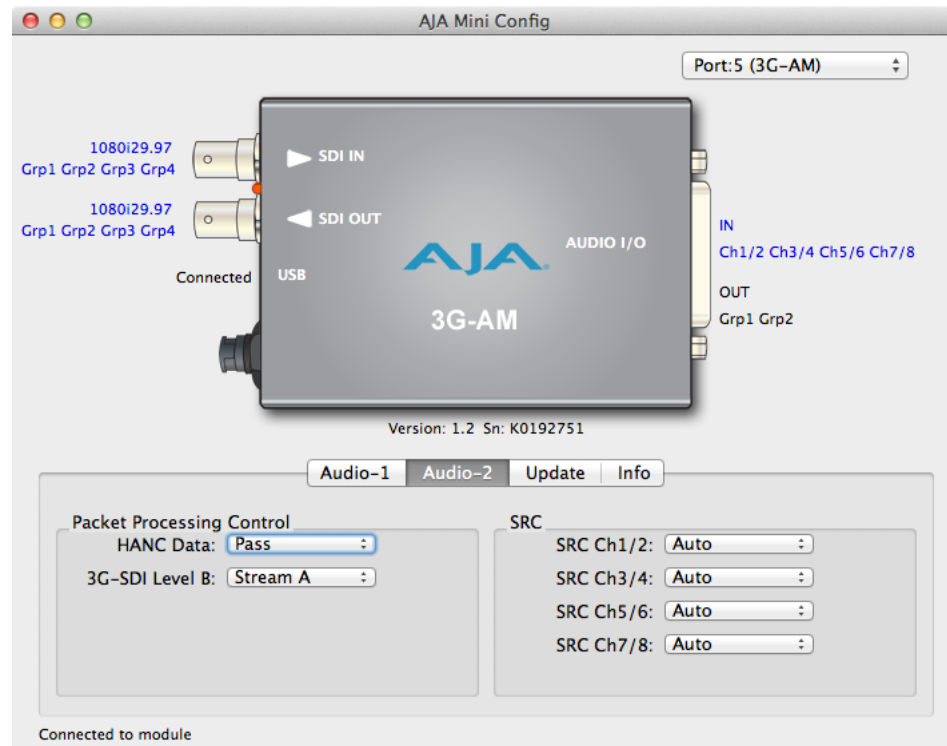 AJA Mini Config
Port:5 (3G-AM)
1080i29.97
Grp1 Grp2 Grp3 Grp4
SDI IN
1080i29.97
Grp1 Grp2 Grp3 Grp4
SDI OUT
Connected
USB
AJA
AUDIO I/O
3G-AM
IN
Ch1/2 Ch3/4 Ch5/6 Ch7/8
OUT
Grp1 Grp2
Version: 1.2 Sn: K0192751
Audio-1 Audio-2 Update Info
Packet Processing Control
HANC Data: Pass
3G-SDI Level B: Stream A
SRC
SRC Ch1/2: Auto
SRC Ch3/4: Auto
SRC Ch5/6: Auto
SRC Ch7/8: Auto
Connected to module